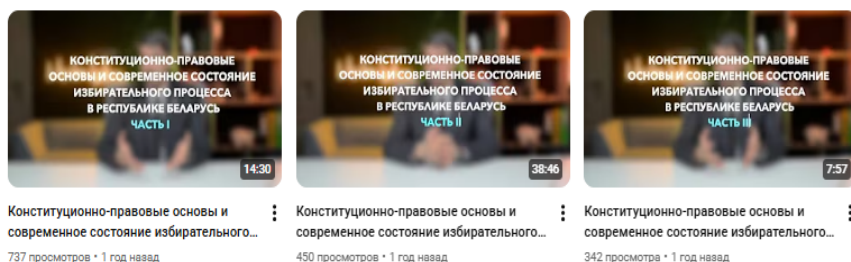 КОНСТИТУЦИОННО-ПРАВОВЫЕ
ОСНОВЫ И СОВРЕМЕННОЕ СОСТОЯНИЕ
ИЗБИРАТЕЛЬНОГО ПРОЦЕССА
В РЕСПУБЛИКЕ БЕЛАРУСЬ
ЧАСТЬ I
14:30
Конституционно-правовые основы и
современное состояние избирательного...
737 просмотров • 1 год назад
КОНСТИТУЦИОННО-ПРАВОВЫЕ
ОСНОВЫ И СОВРЕМЕННОЕ СОСТОЯНИЕ
ИЗБИРАТЕЛЬНОГО ПРОЦЕССА
В РЕСПУБЛИКЕ БЕЛАРУСЬ
ЧАСТЬ II
38:46
Конституционно-правовые основы и
современное состояние избирательного...
450 просмотров • 1 год назад
КОНСТИТУЦИОННО-ПРАВОВЫЕ
ОСНОВЫ И СОВРЕМЕННОЕ СОСТОЯНИЕ
ИЗБИРАТЕЛЬНОГО ПРОЦЕССА
В РЕСПУБЛИКЕ БЕЛАРУСЬ
ЧАСТЬ III
7:57
Конституционно-правовые основы и
современное состояние избирательного...
342 просмотра • 1 год назад